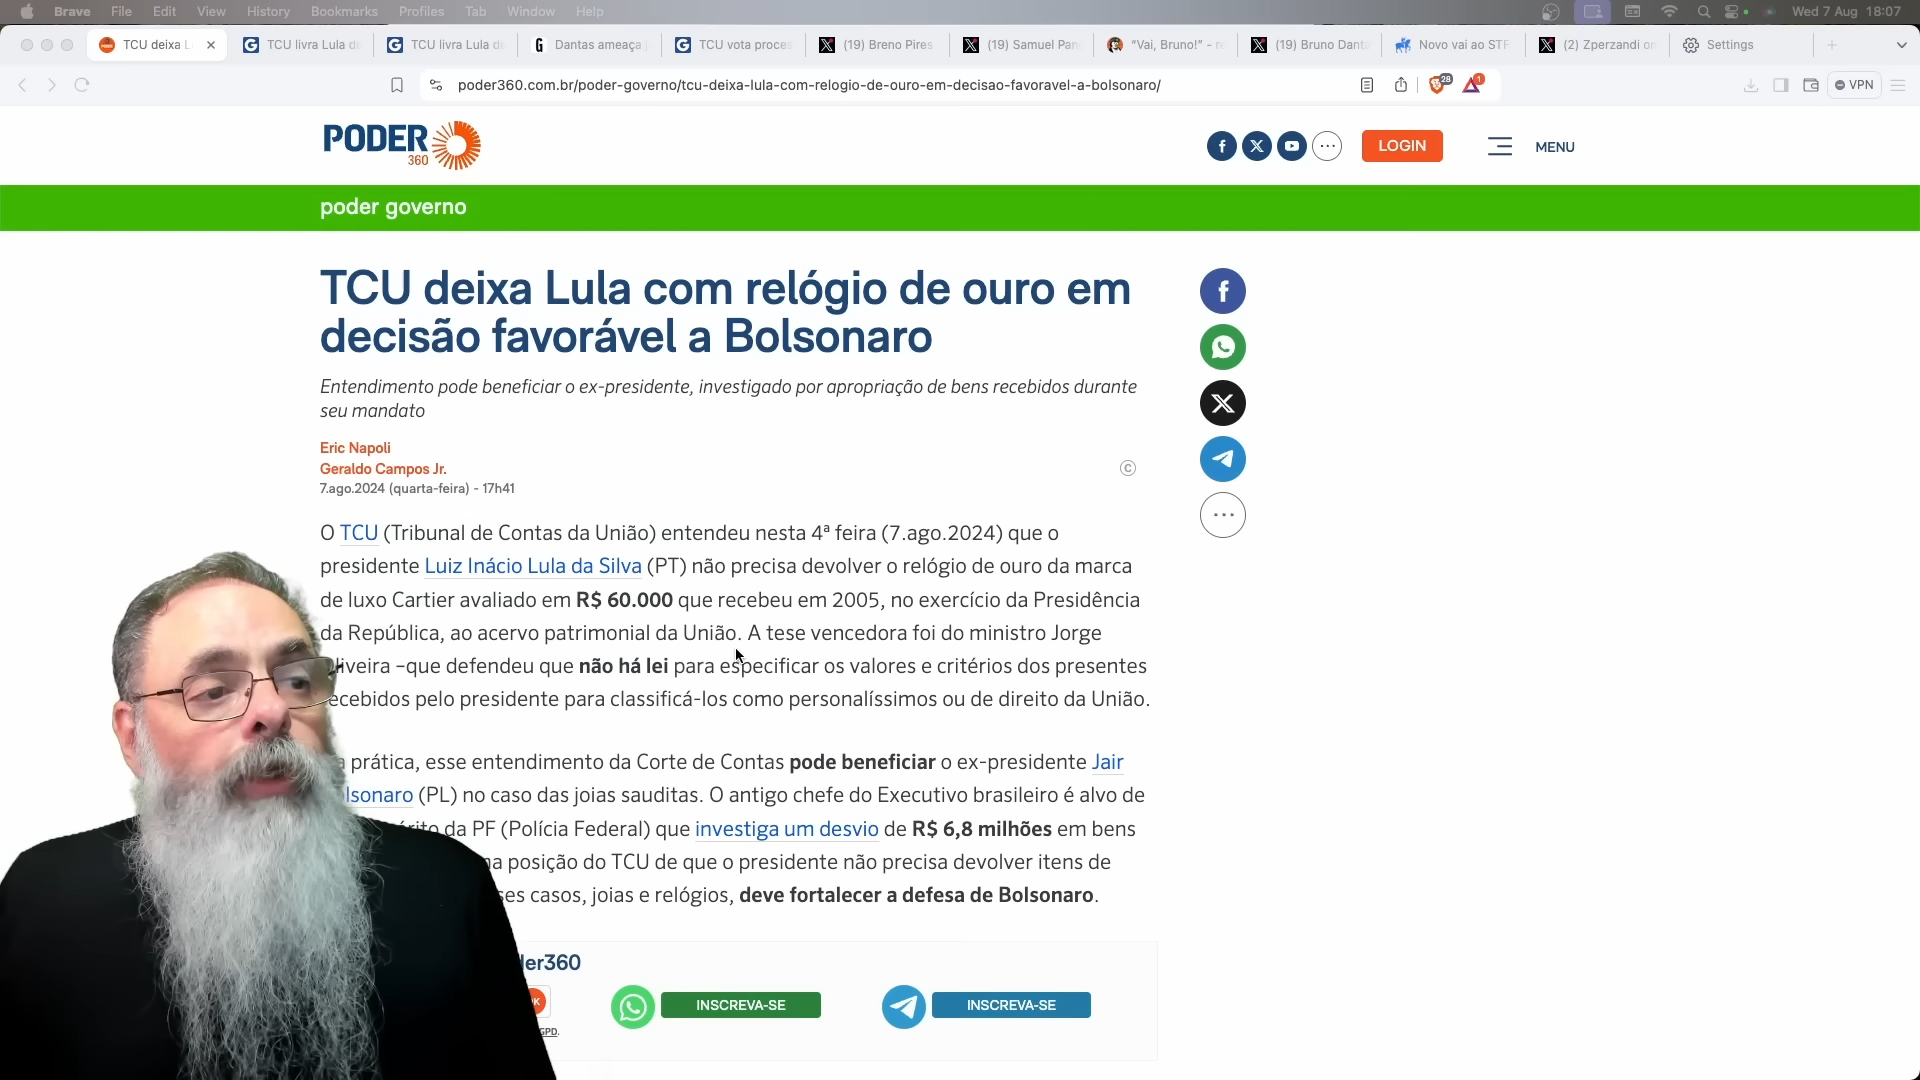 Brave File Edit View History Bookmarks Profiles Tab Window Help Wed 7 Aug 18:07
TCU deixa L TCU livra Lula d TCU livra Lula d Dantas ameaça TCU vota proces (19) Breno Pires (19) Samuel Pan "Vai, Bruno!" – r (19) Bruno Dant Novo vai ao STF (2) Zperzandi on Settings
poder360.com.br/poder-governo/tcu-deixa-lula-com-relogio-de-ouro-em-decisao-favoravel-a-bolsonaro/ 28 1 VPN
PODER
360
LOGIN
MENU
poder governo
TCU deixa Lula com relógio de ouro em
decisão favorável a Bolsonaro
Entendimento pode beneficiar o ex-presidente, investigado por apropriação de bens recebidos durante
seu mandato
Eric Napoli
Geraldo Campos Jr.
7.ago.2024 (quarta-feira) - 17h41
O TCU (Tribunal de Contas da União) entendeu nesta 4ª feira (7.ago.2024) que o
presidente Luiz Inácio Lula da Silva (PT) não precisa devolver o relógio de ouro da marca
de luxo Cartier avaliado em R$ 60.000 que recebeu em 2005, no exercício da Presidência
da República, ao acervo patrimonial da União. A tese vencedora foi do ministro Jorge
liveira –que defendeu que não há lei para especificar os valores e critérios dos presentes
ecebidos pelo presidente para classificá-los como personalíssimos ou de direito da União.
a prática, esse entendimento da Corte de Contas pode beneficiar o ex-presidente Jair
lsonaro (PL) no caso das joias sauditas. O antigo chefe do Executivo brasileiro é alvo de
érito da PF (Polícia Federal) que investiga um desvio de R$ 6,8 milhões em bens
na posição do TCU de que o presidente não precisa devolver itens de
ses casos, joias e relógios, deve fortalecer a defesa de Bolsonaro.
der360
OK
INSCREVA-SE
INSCREVA-SE
GPD.